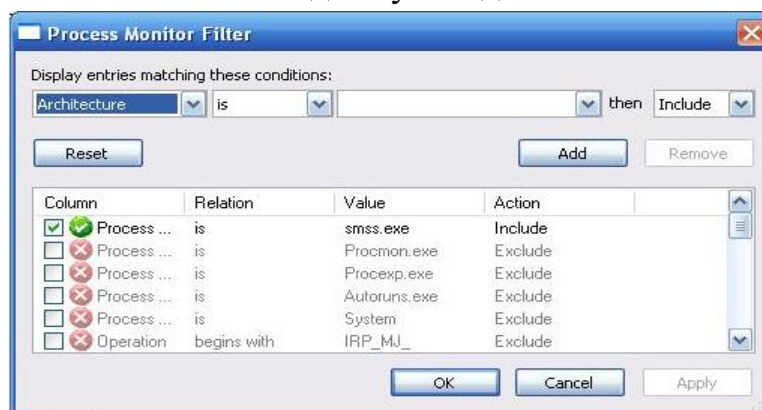 Process Monitor Filter
Display entries matching these conditions:
Architecture is then Include
Reset Add Remove
Column Relation Value Action
Process ... is smss.exe Include
Process ... is Procmon.exe Exclude
Process ... is Procexp.exe Exclude
Process ... is Autoruns.exe Exclude
Process ... is System Exclude
Operation begins with IRP_MJ_ Exclude
OK Cancel Apply